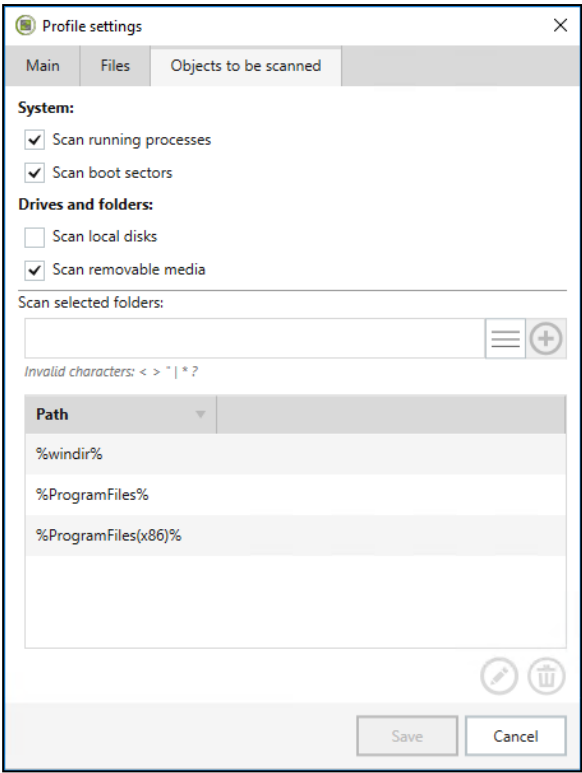 Profile settings
Main Files Objects to be scanned
System:
Scan running processes
Scan boot sectors
Drives and folders:
Scan local disks
Scan removable media
Scan selected folders:
Invalid characters: < > " | * ?
Path
%windir%
%ProgramFiles%
%ProgramFiles(x86)%
Save Cancel